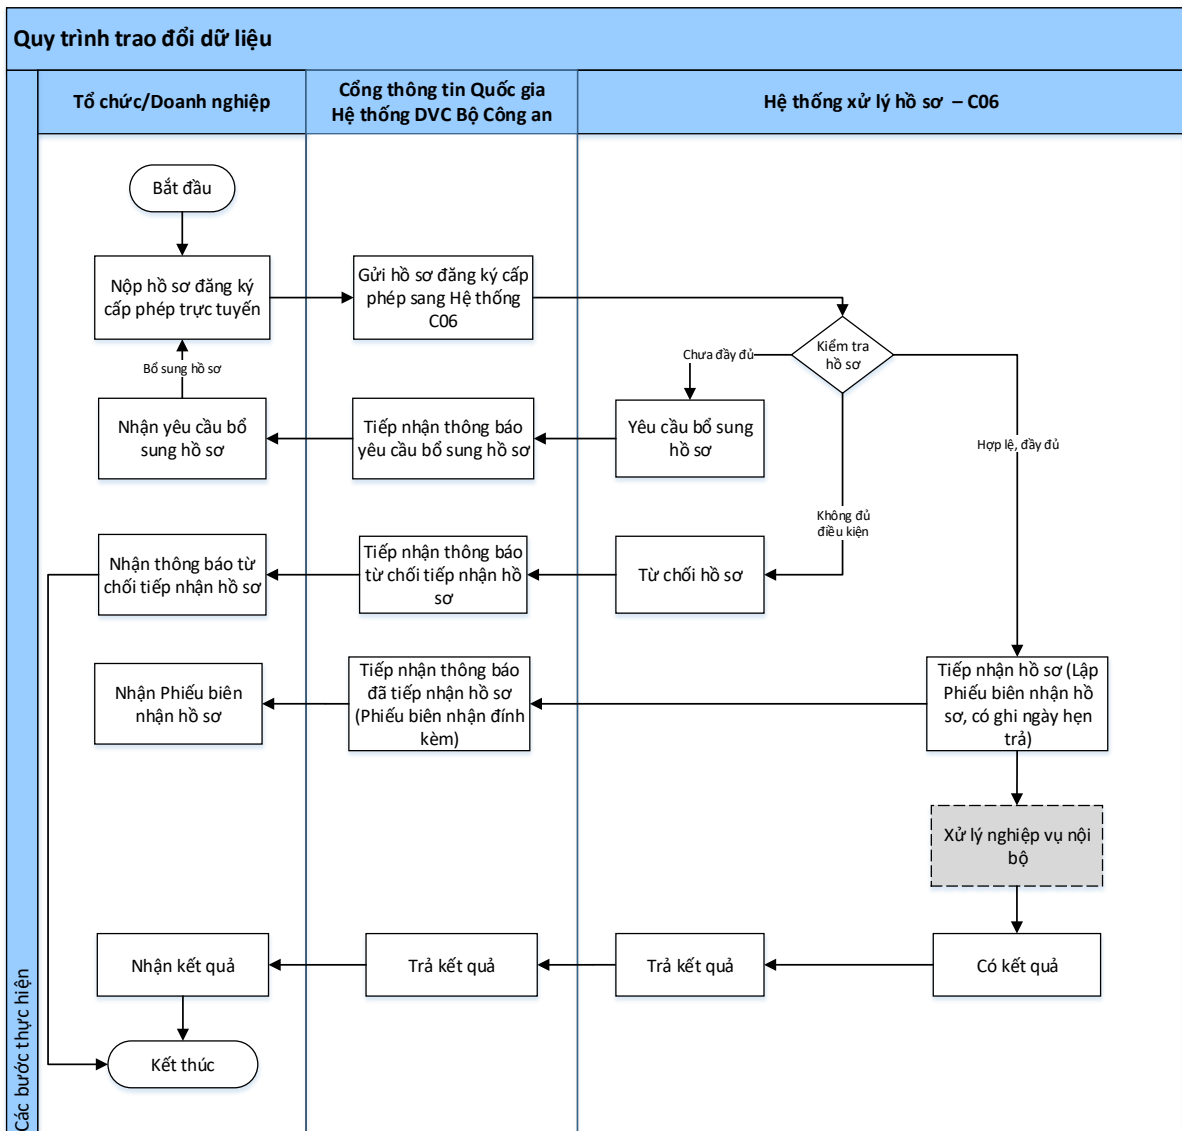 Quy trình trao đổi dữ liệu
Tổ chức/Doanh nghiệp
Cổng thông tin Quốc gia
Hệ thống DVC Bộ Công an
Hệ thống xử lý hồ sơ – C06
Bắt đầu
Nộp hồ sơ đăng ký
cấp phép trực tuyến
Gửi hồ sơ đăng ký cấp
phép sang Hệ thống
C06
Kiểm tra
hồ sơ
Chưa đầy đủ
Bổ sung hồ sơ
Nhận yêu cầu bổ
sung hồ sơ
Tiếp nhận thông báo
yêu cầu bổ sung hồ sơ
Yêu cầu bổ sung
hồ sơ
Hợp lệ, đầy đủ
Không đủ
điều kiện
Nhận thông báo từ
chối tiếp nhận hồ sơ
Tiếp nhận thông báo
từ chối tiếp nhận hồ
sơ
Từ chối hồ sơ
Nhận Phiếu biên
nhận hồ sơ
Tiếp nhận thông báo
đã tiếp nhận hồ sơ
(Phiếu biên nhận đính
kèm)
Tiếp nhận hồ sơ (Lập
Phiếu biên nhận hồ
sơ, có ghi ngày hẹn
trả)
Xử lý nghiệp vụ nội
bộ
Nhận kết quả
Trả kết quả
Trả kết quả
Có kết quả
Kết thúc
Các bước thực hiện